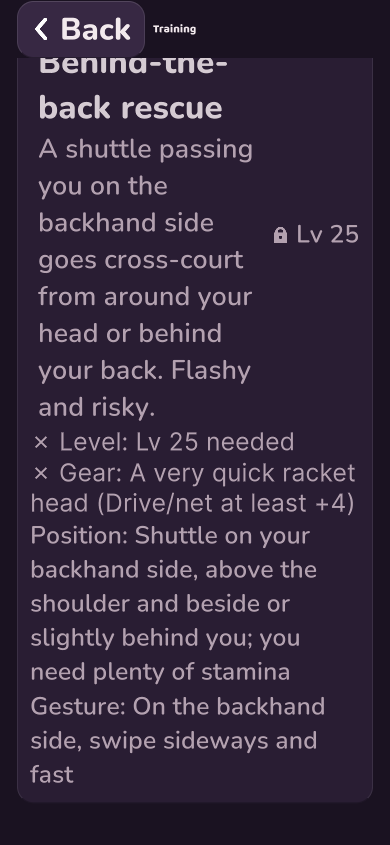 Back
Training
Behind-the-
back rescue
A shuttle passing
you on the
backhand side
goes cross-court
from around your
head or behind
your back. Flashy
and risky.
Lv 25
× Level: Lv 25 needed
× Gear: A very quick racket
head (Drive/net at least +4)
Position: Shuttle on your
backhand side, above the
shoulder and beside or
slightly behind you; you
need plenty of stamina
Gesture: On the backhand
side, swipe sideways and
fast